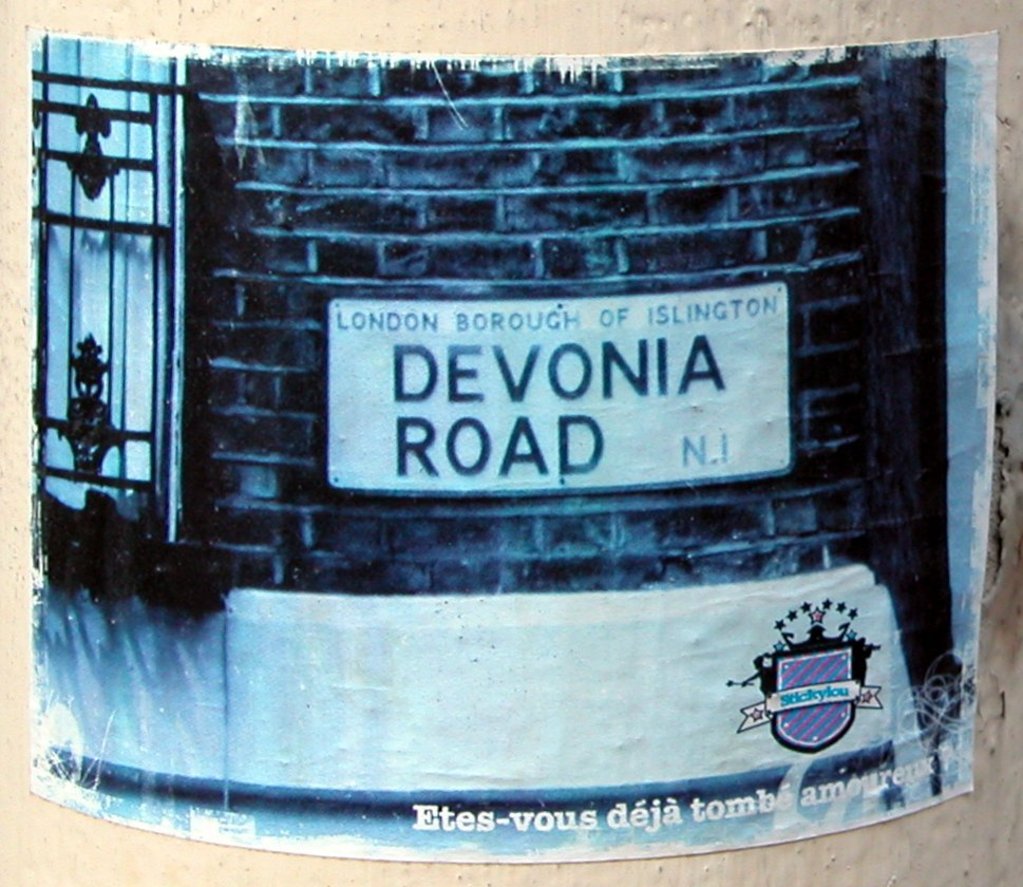 LONDON BOROUGH OF ISLINGTON
DEVONIA
ROAD N.1
Stickylou
Etes-vous déjà tombé amoureux